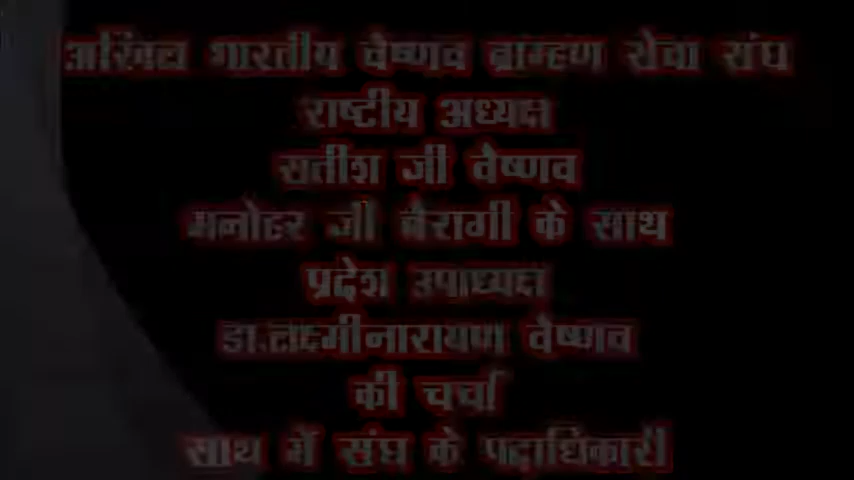 अखिल भारतीय वैष्णव ब्राम्हण सेवा संघ
राष्टीय अध्यक्ष
सतीश जी वैष्णव
मनोहर जी बैरागी के साथ
प्रदेश उपाध्यक्ष
डा.लक्ष्मीनारायण वैष्णव
की चर्चा
साथ में संघ के पदाधिकारी